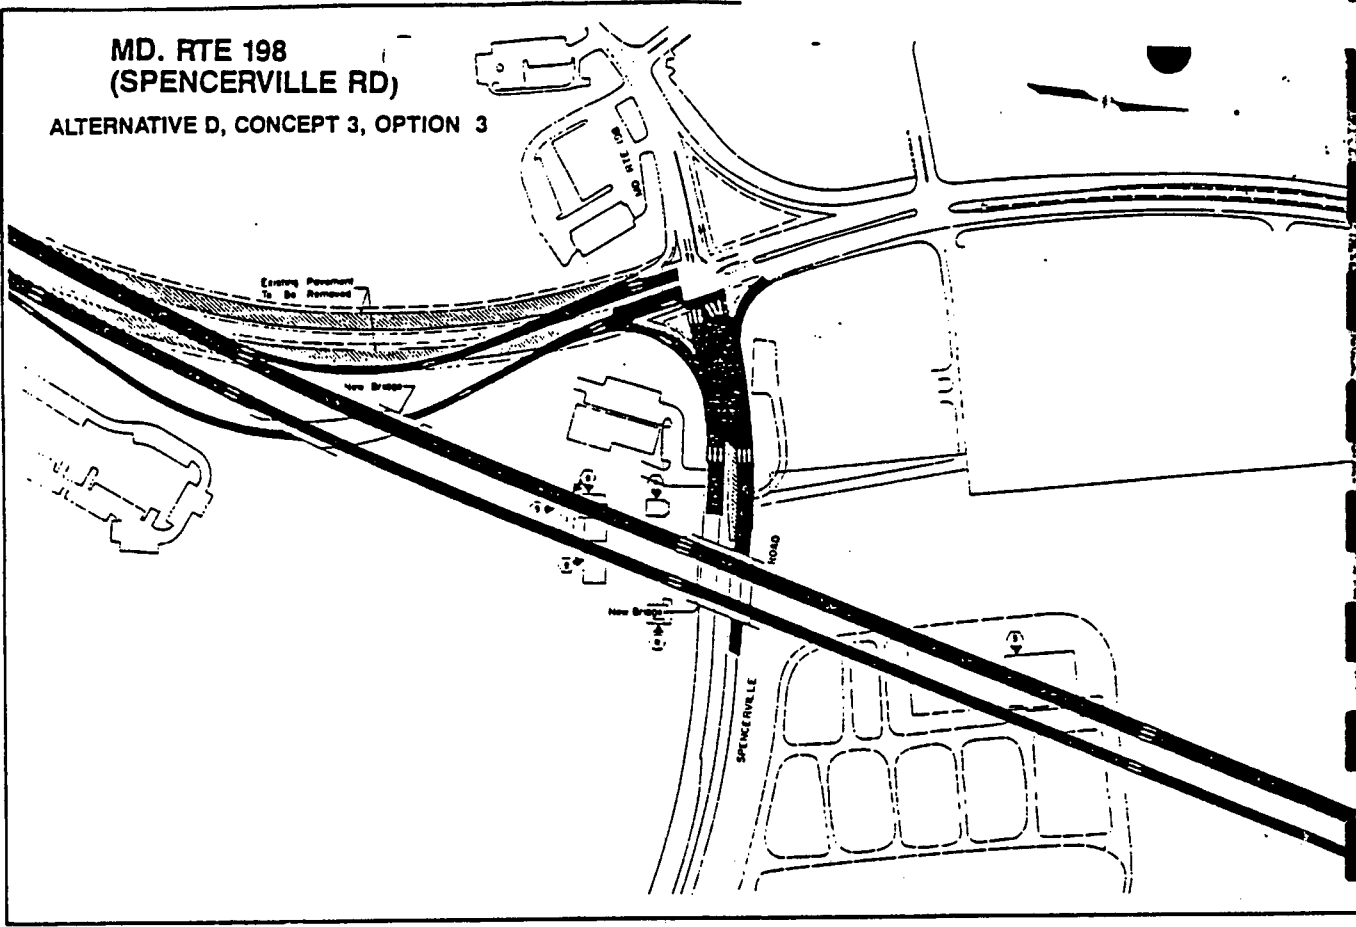 MD. RTE 198
(SPENCERVILLE RD)
ALTERNATIVE D, CONCEPT 3, OPTION 3
MD RTE 198
Existing Pavement
To Be Removed
New Bridge
New Bridge
ROAD
SPENCERVILLE